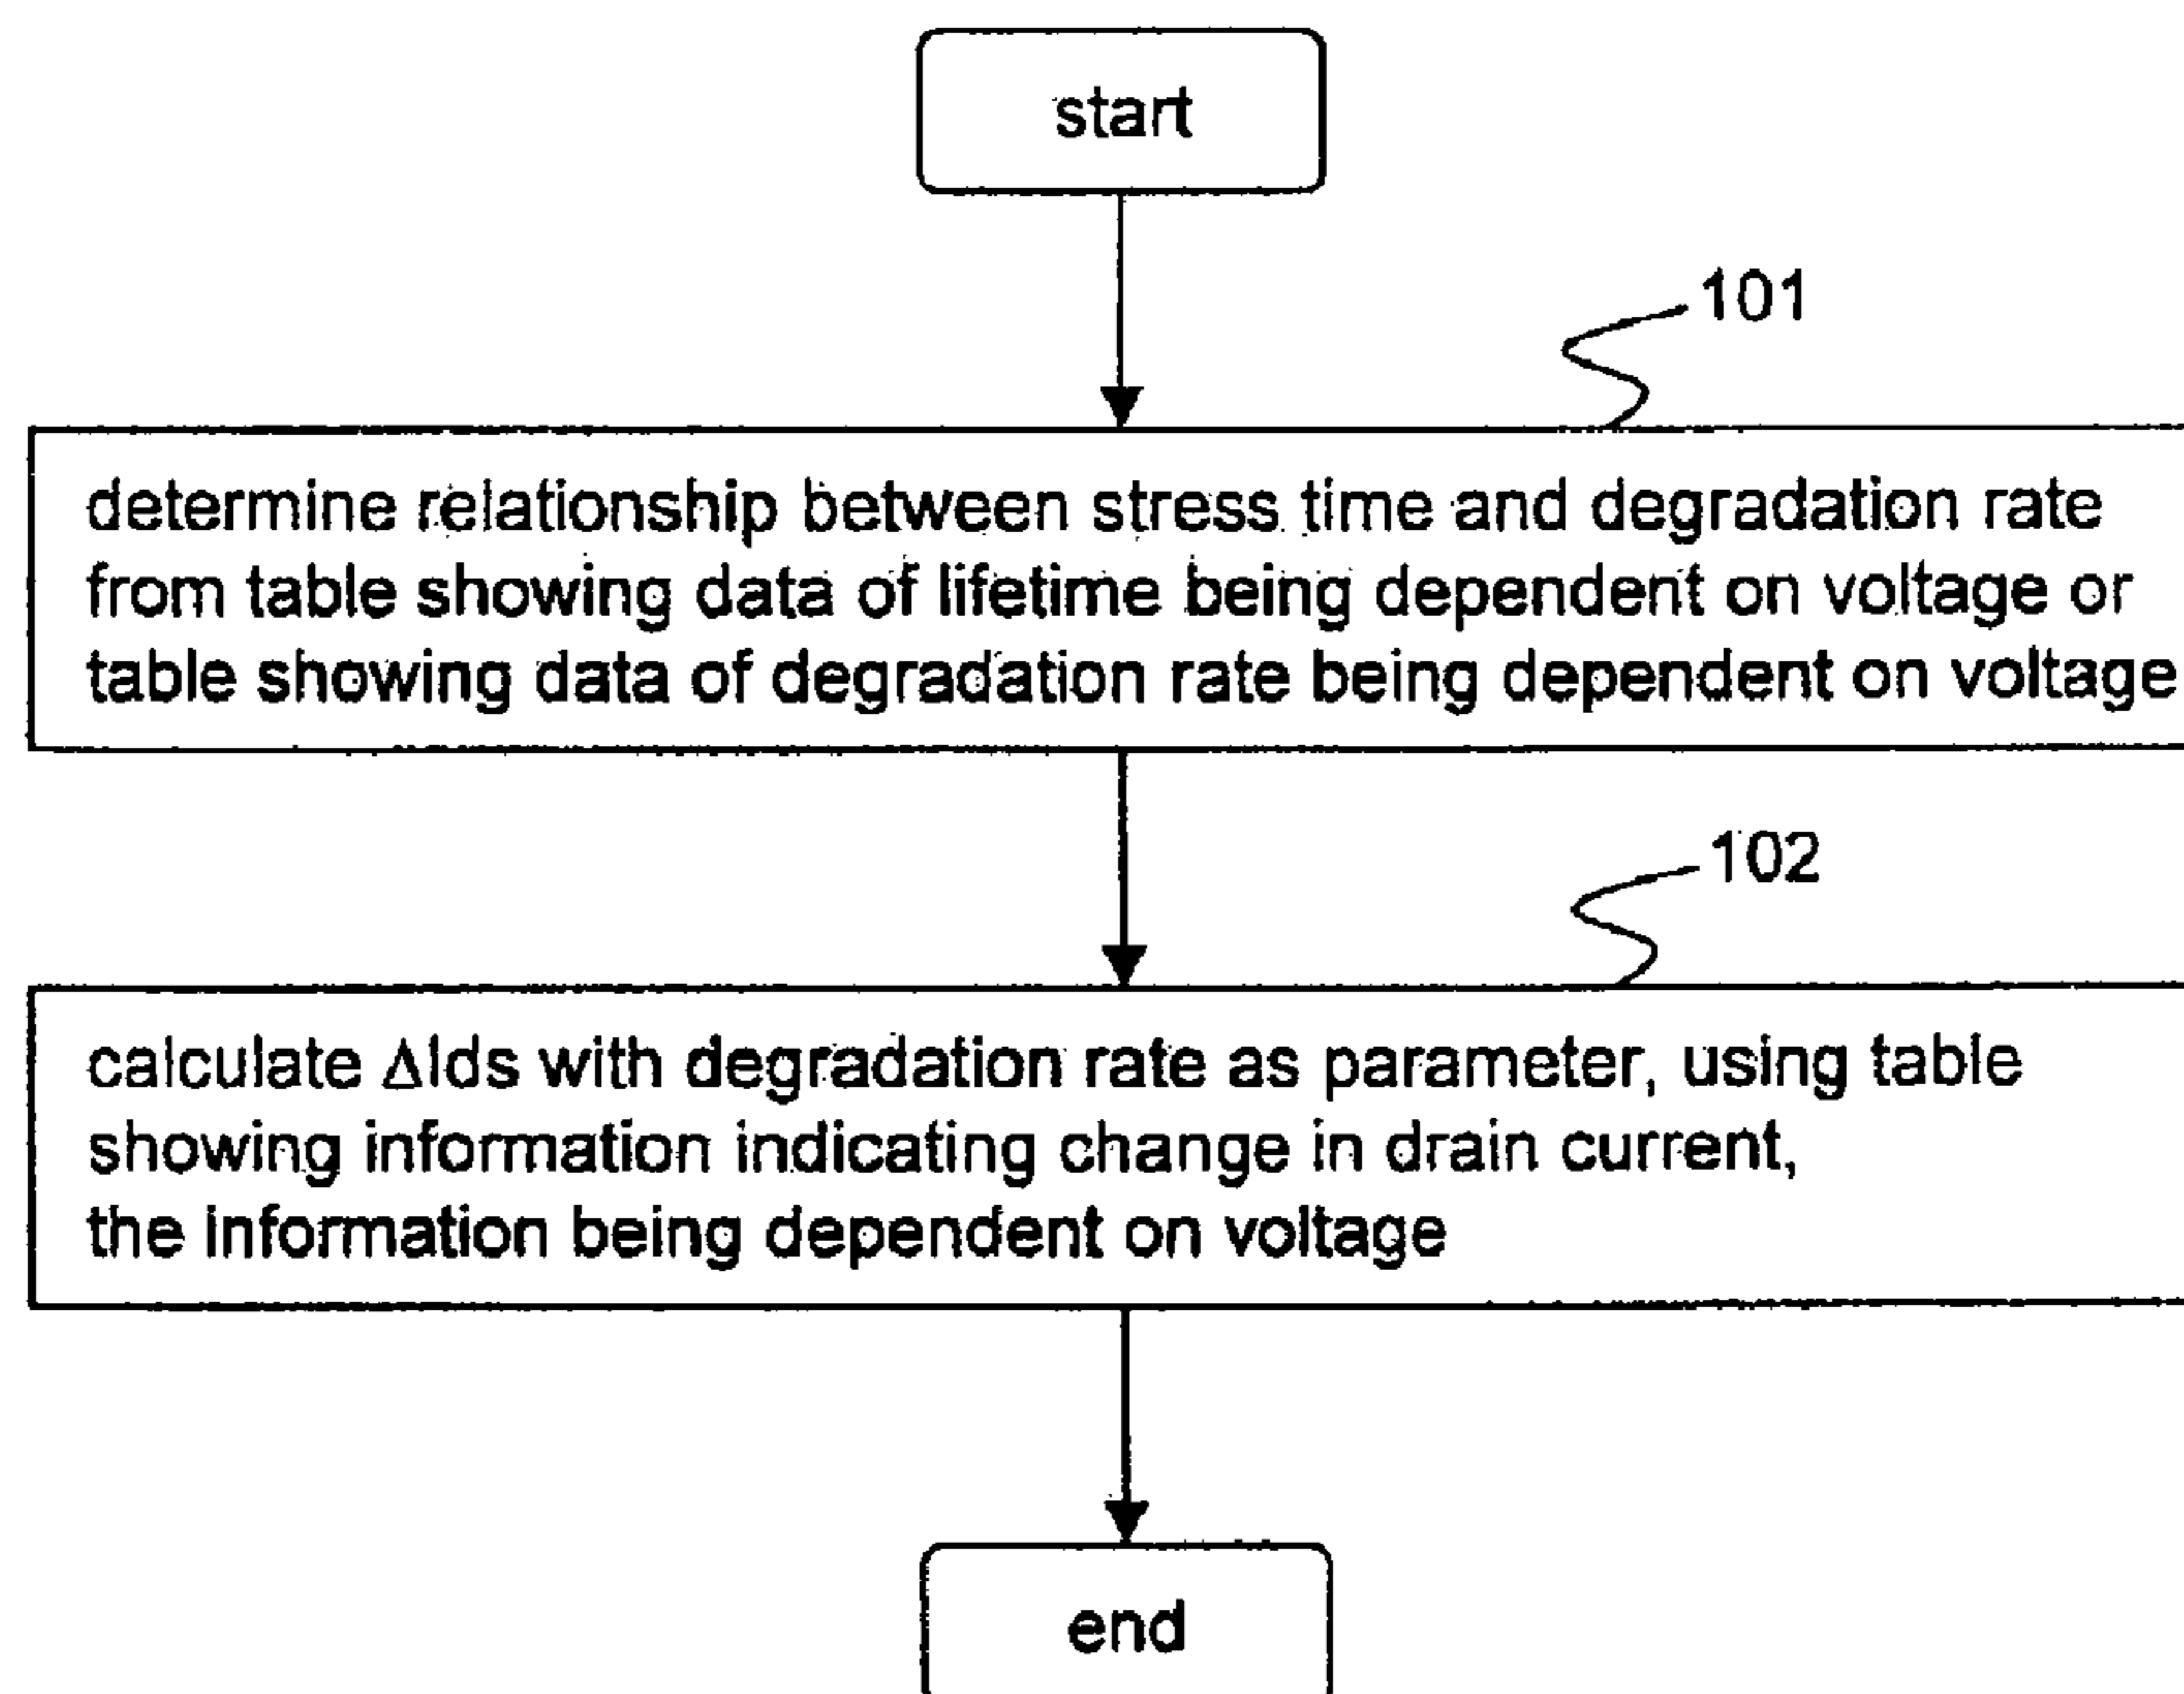 start
101
determine relationship between stress time and degradation rate
from table showing data of lifetime being dependent on voltage or
table showing data of degradation rate being dependent on voltage
102
calculate ΔIds with degradation rate as parameter, using table
showing information indicating change in drain current,
the information being dependent on voltage
end